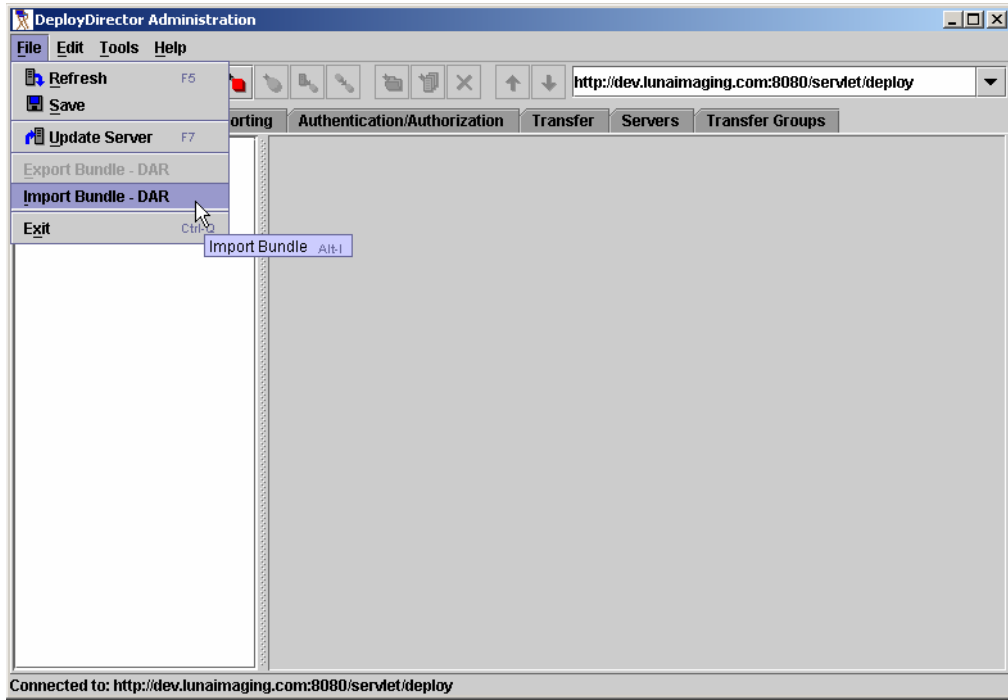 DeployDirector Administration
File Edit Tools Help
Refresh F5
http://dev.lunaimaging.com:8080/servlet/deploy
Save
orting Authentication/Authorization Transfer Servers Transfer Groups
Update Server F7
Export Bundle - DAR
Import Bundle - DAR
Exit Ctrl-Q
Import Bundle Alt-I
Connected to: http://dev.lunaimaging.com:8080/servlet/deploy